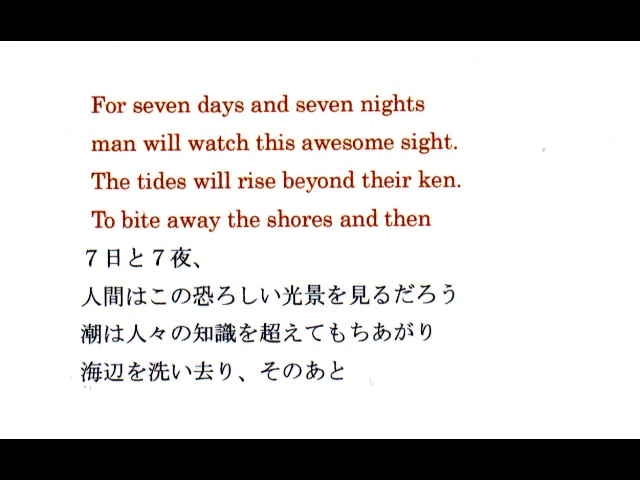 For seven days and seven nights
man will watch this awesome sight.
The tides will rise beyond their ken.
To bite away the shores and then
７日と７夜、
人間はこの恐ろしい光景を見るだろう
潮は人々の知識を超えてもちあがり
海辺を洗い去り、そのあと